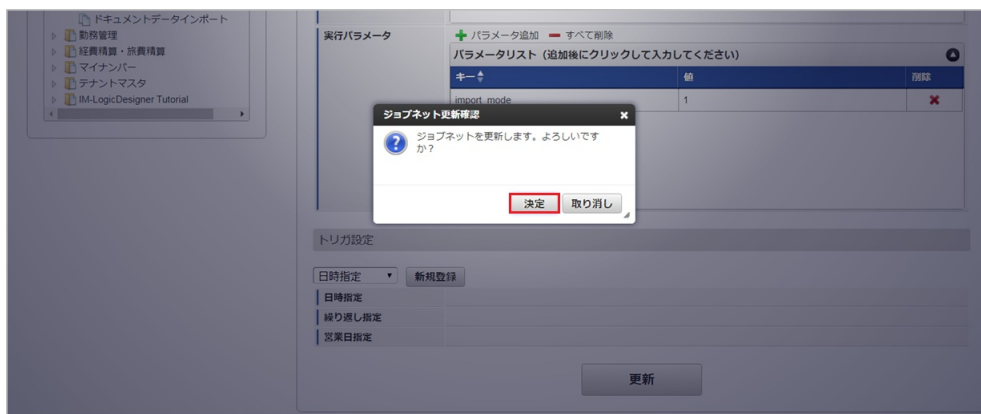 ドキュメントデータインポート
勤務管理
経費精算・旅費精算
マイナンバー
テナントマスタ
IM-LogicDesigner Tutorial
実行パラメータ
パラメータ追加 すべて削除
パラメータリスト（追加後にクリックして入力してください）
キー 値 削除
import_mode 1
ジョブネット更新確認
ジョブネットを更新します。よろしいです
か？
決定 取り消し
トリガ設定
日時指定 新規登録
日時指定
繰り返し指定
営業日指定
更新